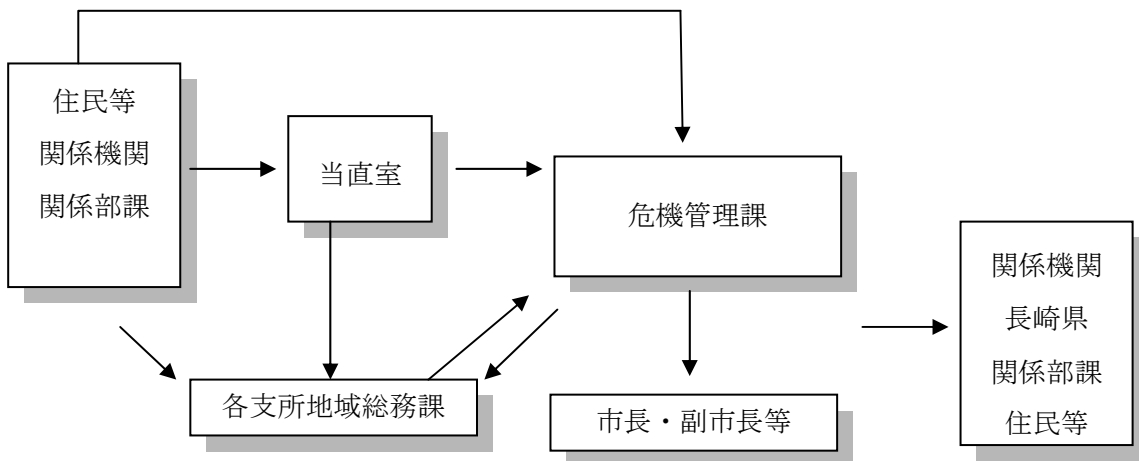 住民等
関係機関
関係部課
当直室
危機管理課
各支所地域総務課
市長・副市長等
関係機関
長崎県
関係部課
住民等